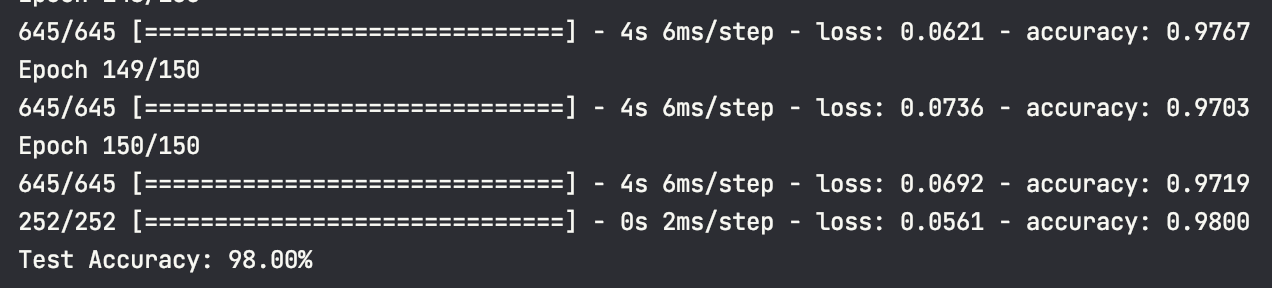 645/645 [==============================] - 4s 6ms/step - loss: 0.0621 - accuracy: 0.9767
Epoch 149/150
645/645 [==============================] - 4s 6ms/step - loss: 0.0736 - accuracy: 0.9703
Epoch 150/150
645/645 [==============================] - 4s 6ms/step - loss: 0.0692 - accuracy: 0.9719
252/252 [==============================] - 0s 2ms/step - loss: 0.0561 - accuracy: 0.9800
Test Accuracy: 98.00%